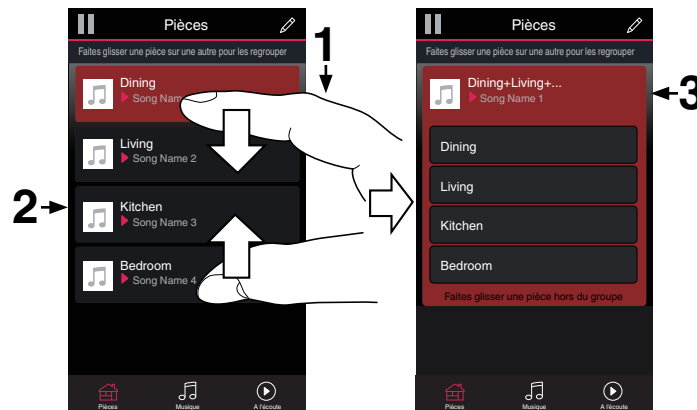 Pièces
Faites glisser une pièce sur une autre pour les regrouper
1
Dining
Song Nam
Living
Song Name 2
2
Kitchen
Song Name 3
Bedroom
Song Name 4
Pièces
Musique
A l'écoute
Pièces
Faites glisser une pièce sur une autre pour les regrouper
Dining+Living+...
Song Name 1
3
Dining
Living
Kitchen
Bedroom
Faites glisser une pièce hors du groupe
Pièces
Musique
A l'écoute